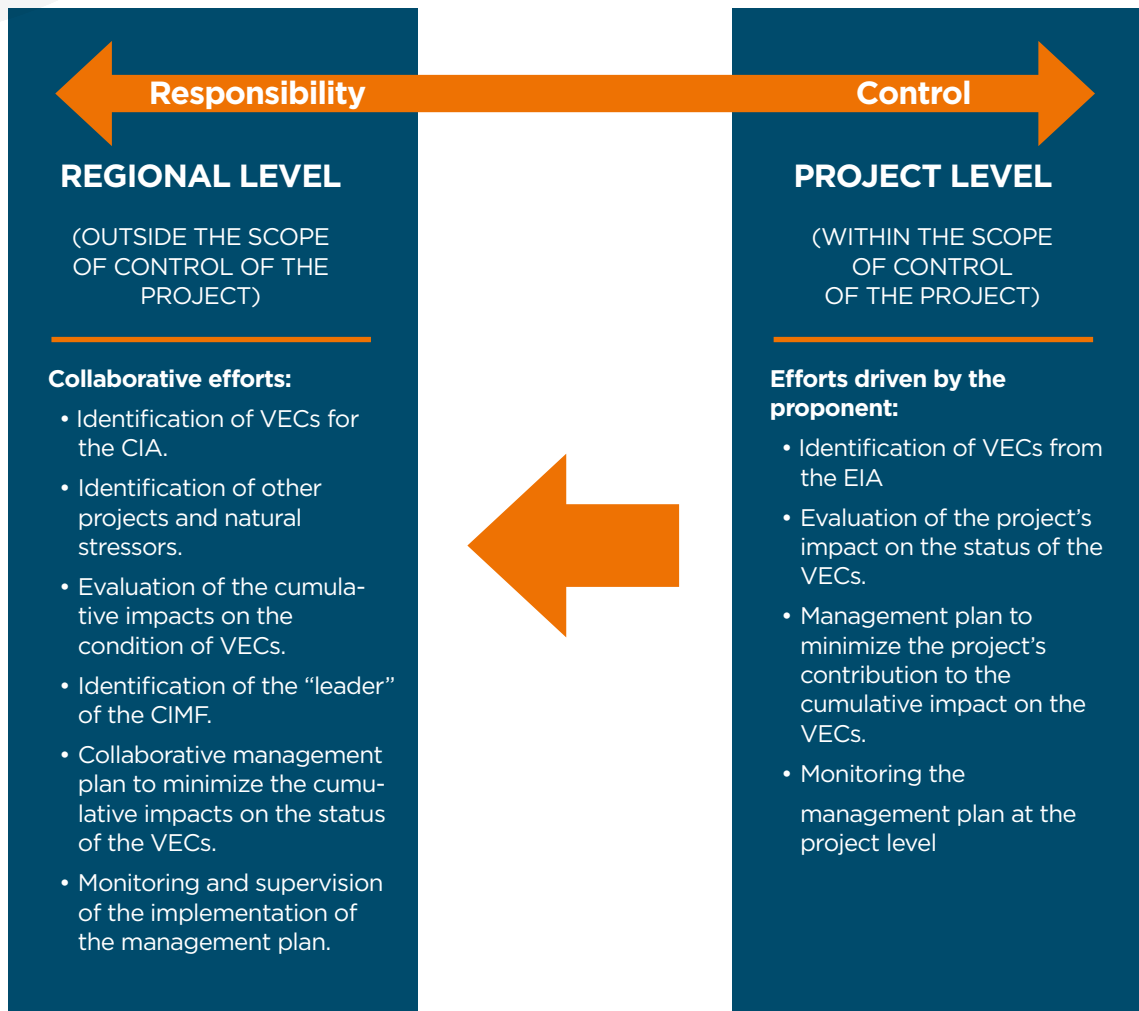 Responsibility
Control
REGIONAL LEVEL
(OUTSIDE THE SCOPE
OF CONTROL OF THE
PROJECT)
Collaborative efforts:
• Identification of VECs for
the CIA.
• Identification of other
projects and natural
stressors.
• Evaluation of the cumula-
tive impacts on the
condition of VECs.
• Identification of the “leader”
of the CIMF.
• Collaborative management
plan to minimize the cumu-
lative impacts on the status
of the VECs.
• Monitoring and supervision
of the implementation of
the management plan.
PROJECT LEVEL
(WITHIN THE SCOPE
OF CONTROL
OF THE PROJECT)
Efforts driven by the
proponent:
• Identification of VECs from
the EIA
• Evaluation of the project’s
impact on the status of the
VECs.
• Management plan to
minimize the project’s
contribution to the
cumulative impact on the
VECs.
• Monitoring the
management plan at the
project level